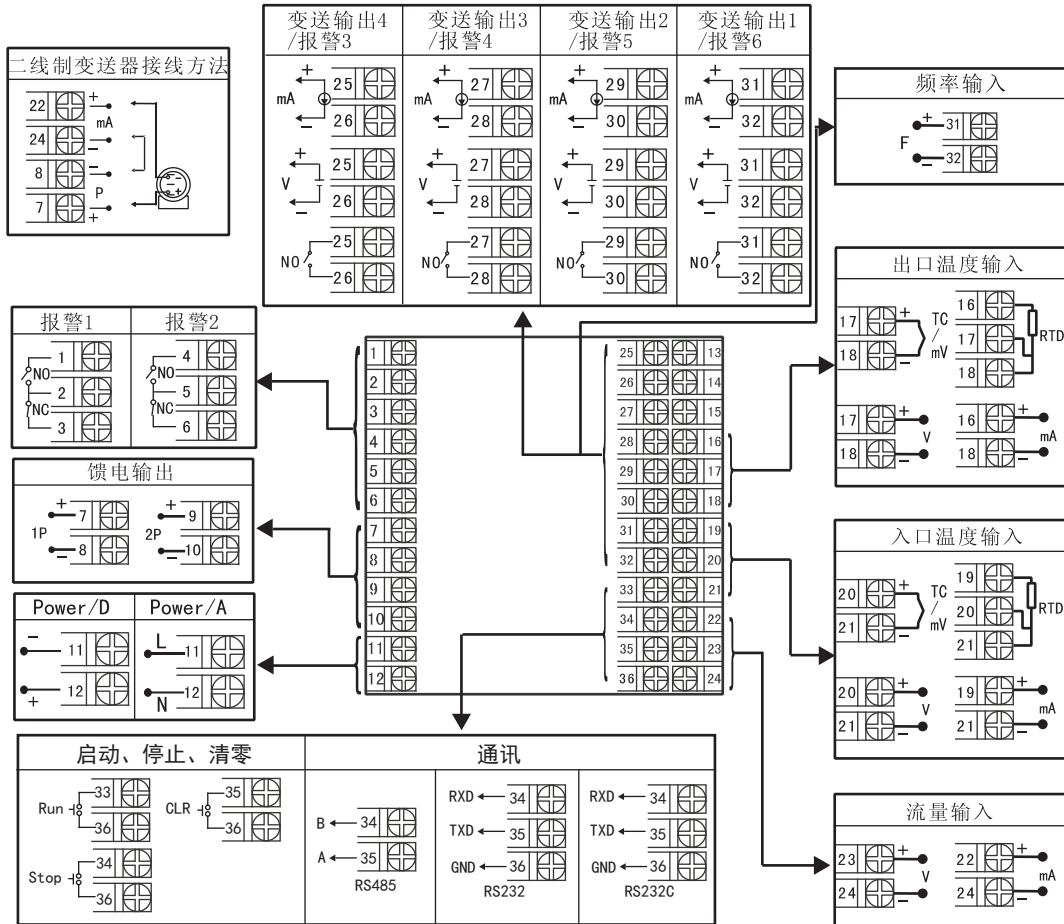 变送输出4
/报警3
变送输出3
/报警4
变送输出2
/报警5
变送输出1
/报警6
+
mA
−
25
26
+
mA
−
27
28
+
mA
−
29
30
+
mA
−
31
32
+
V
−
25
26
+
V
−
27
28
+
V
−
29
30
+
V
−
31
32
NO
25
26
NO
27
28
NO
29
30
NO
31
32
二线制变送器接线方法
22
+
mA
24
−
8
−
P
7
+
− −
−
− +
频率输入
F
+
31
−
32
出口温度输入
17
+
TC
/
mV
18
−
16
17
18
RTD
17
+
V
18
−
16
+
mA
18
−
报警1
报警2
1
NO
2
NC
3
4
NO
5
NC
6
馈电输出
+
7
1P
−
8
+
9
2P
−
10
Power/D
Power/A
−
11
+
12
L
11
N
12
1
2
3
4
5
6
7
8
9
10
11
12
25
13
26
14
27
15
28
16
29
17
30
18
31
19
32
20
33
21
34
22
35
23
36
24
入口温度输入
20
+
TC
/
mV
21
−
19
20
21
RTD
20
+
V
21
−
19
+
mA
21
−
启动、停止、清零
Run
33
36
CLR
35
36
Stop
34
36
通讯
B
34
A
35
RS485
RXD
34
TXD
35
GND
36
RS232
RXD
34
TXD
35
GND
36
RS232C
流量输入
23
+
V
24
−
22
+
mA
24
−